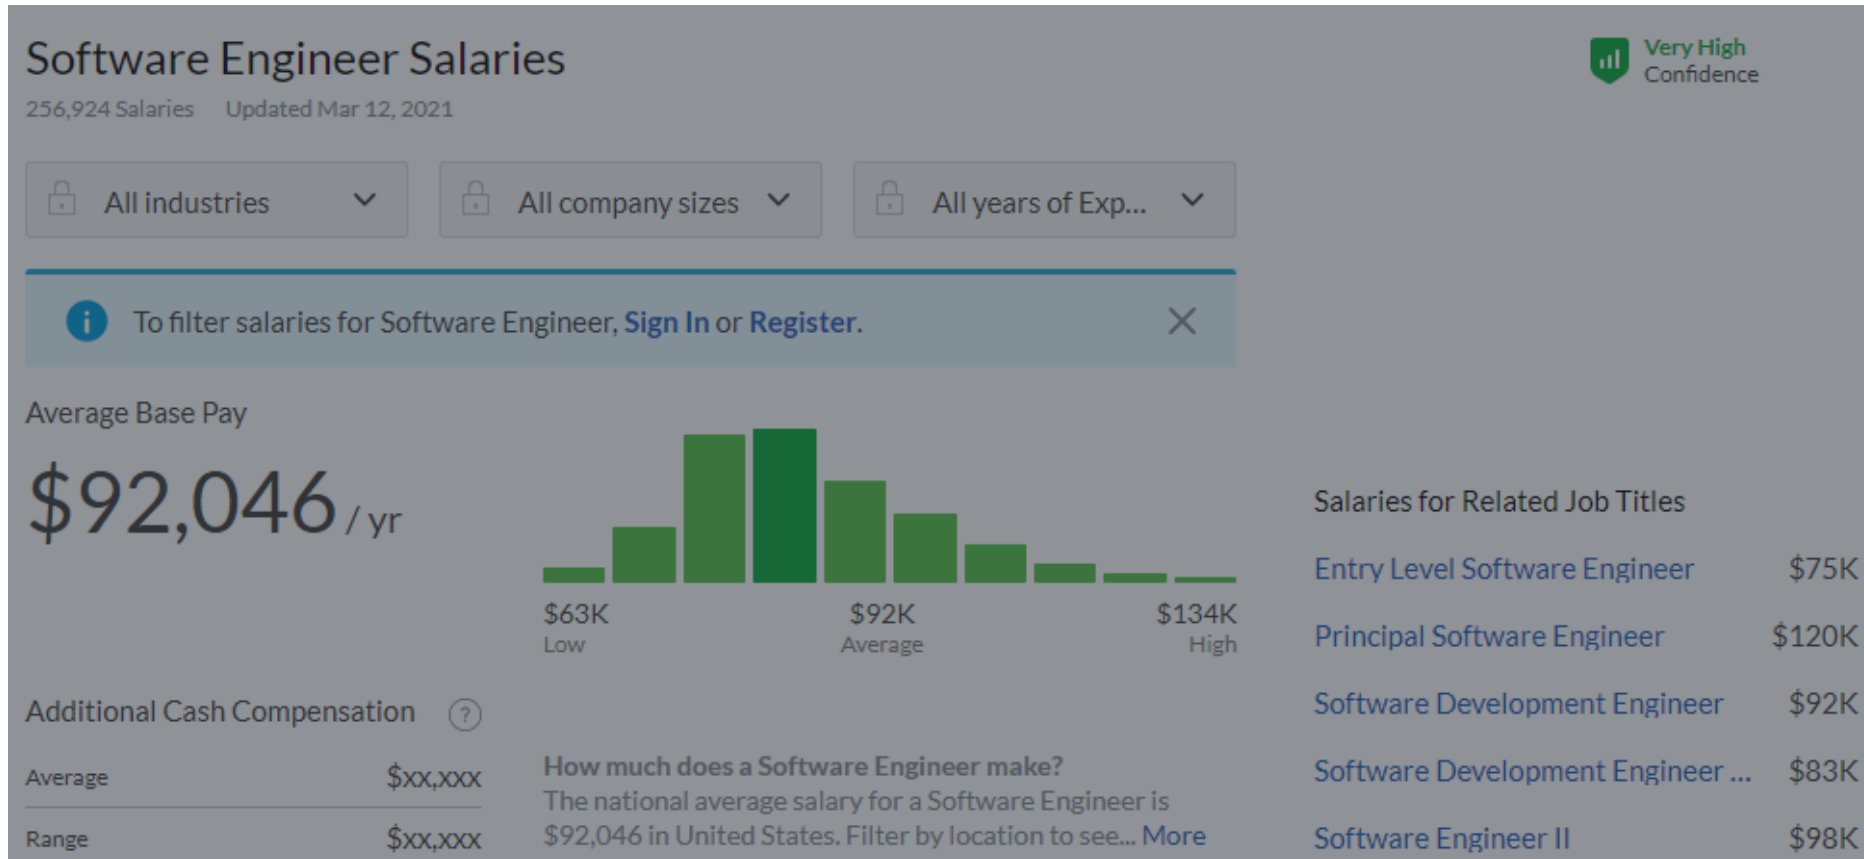 Software Engineer Salaries
256,924 Salaries Updated Mar 12, 2021
Very High
Confidence
All industries
All company sizes
All years of Exp...
To filter salaries for Software Engineer, Sign In or Register.
Average Base Pay
$92,046 / yr
$63K
Low
$92K
Average
$134K
High
Additional Cash Compensation ?
Average $xx,xxx
Range $xx,xxx
How much does a Software Engineer make?
The national average salary for a Software Engineer is
$92,046 in United States. Filter by location to see... More
Salaries for Related Job Titles
Entry Level Software Engineer $75K
Principal Software Engineer $120K
Software Development Engineer $92K
Software Development Engineer ... $83K
Software Engineer II $98K